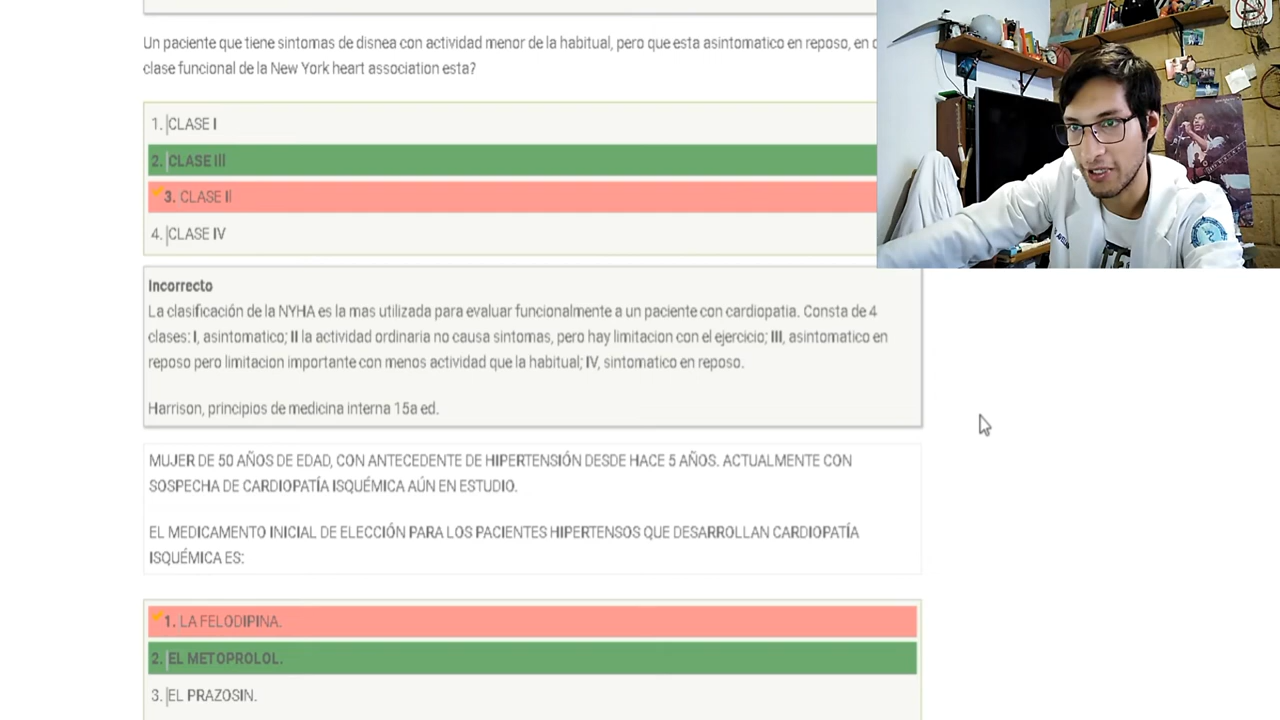 Un paciente que tiene sintomas de disnea con actividad menor de la habitual, pero que esta asintomatico en reposo, en
clase funcional de la New York heart association esta?
1. CLASE I
2. CLASE III
3. CLASE II
4. CLASE IV
Incorrecto
La clasificación de la NYHA es la mas utilizada para evaluar funcionalmente a un paciente con cardiopatia. Consta de 4
clases: I, asintomatico; II la actividad ordinaria no causa sintomas, pero hay limitacion con el ejercicio; III, asintomatico en
reposo pero limitacion importante con menos actividad que la habitual; IV, sintomatico en reposo.
Harrison, principios de medicina interna 15a ed.
MUJER DE 50 AÑOS DE EDAD, CON ANTECEDENTE DE HIPERTENSIÓN DESDE HACE 5 AÑOS. ACTUALMENTE CON
SOSPECHA DE CARDIOPATÍA ISQUÉMICA AÚN EN ESTUDIO.
EL MEDICAMENTO INICIAL DE ELECCIÓN PARA LOS PACIENTES HIPERTENSOS QUE DESARROLLAN CARDIOPATÍA
ISQUÉMICA ES:
1. LA FELODIPINA.
2. EL METOPROLOL.
3. EL PRAZOSIN.